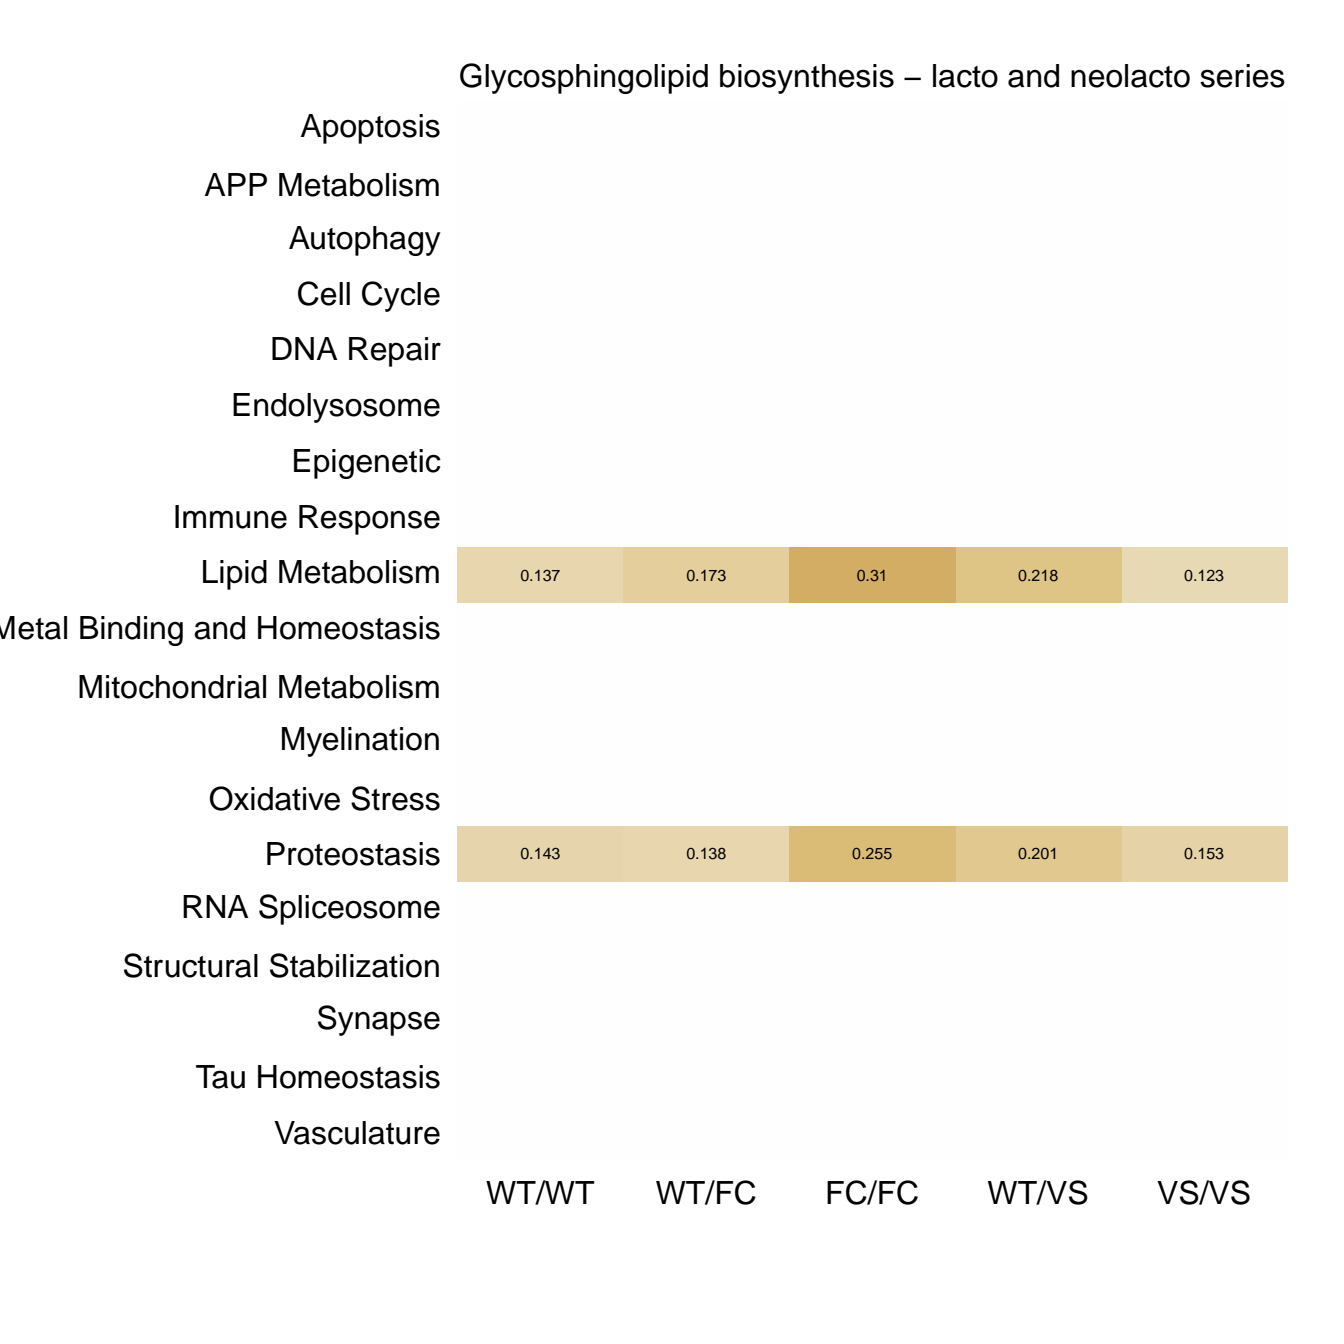 Glycosphingolipid biosynthesis – lacto and neolacto series
Apoptosis
APP Metabolism
Autophagy
Cell Cycle
DNA Repair
Endolysosome
Epigenetic
Immune Response
Lipid Metabolism 0.137 0.173 0.31 0.218 0.123
Metal Binding and Homeostasis
Mitochondrial Metabolism
Myelination
Oxidative Stress
Proteostasis 0.143 0.138 0.255 0.201 0.153
RNA Spliceosome
Structural Stabilization
Synapse
Tau Homeostasis
Vasculature
WT/WT WT/FC FC/FC WT/VS VS/VS